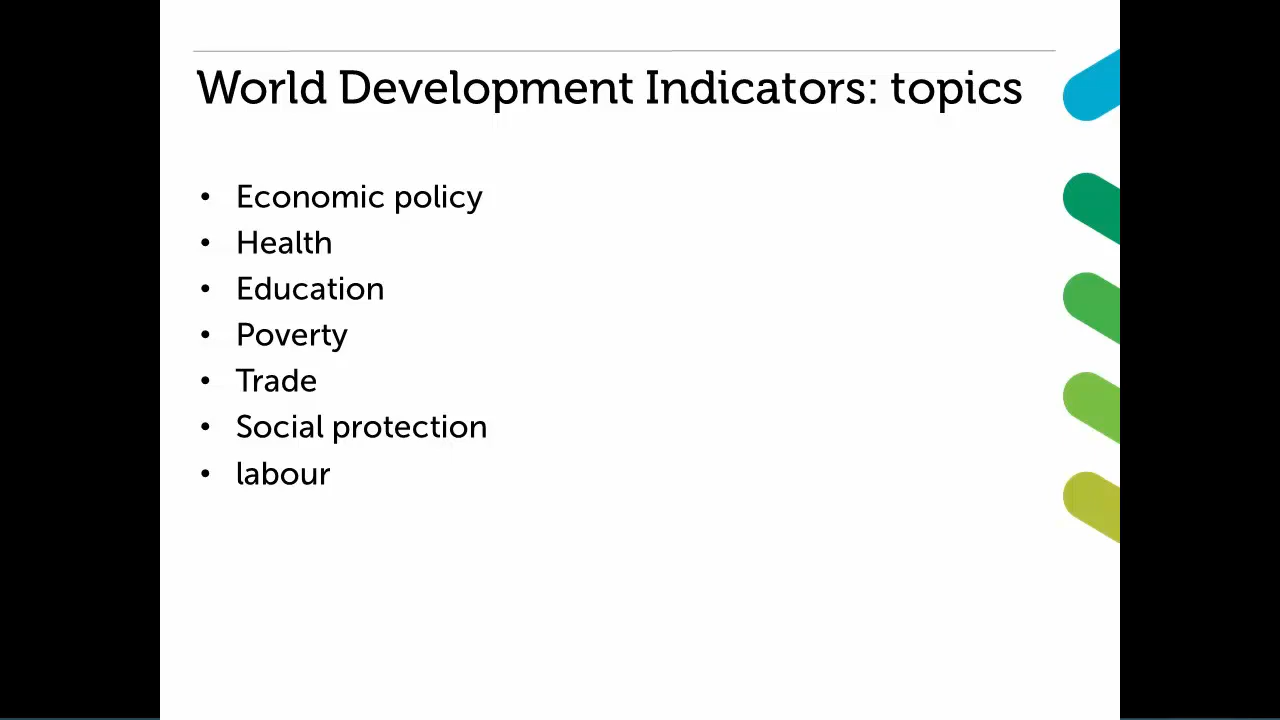 World Development Indicators: topics
• Economic policy
• Health
• Education
• Poverty
• Trade
• Social protection
• labour